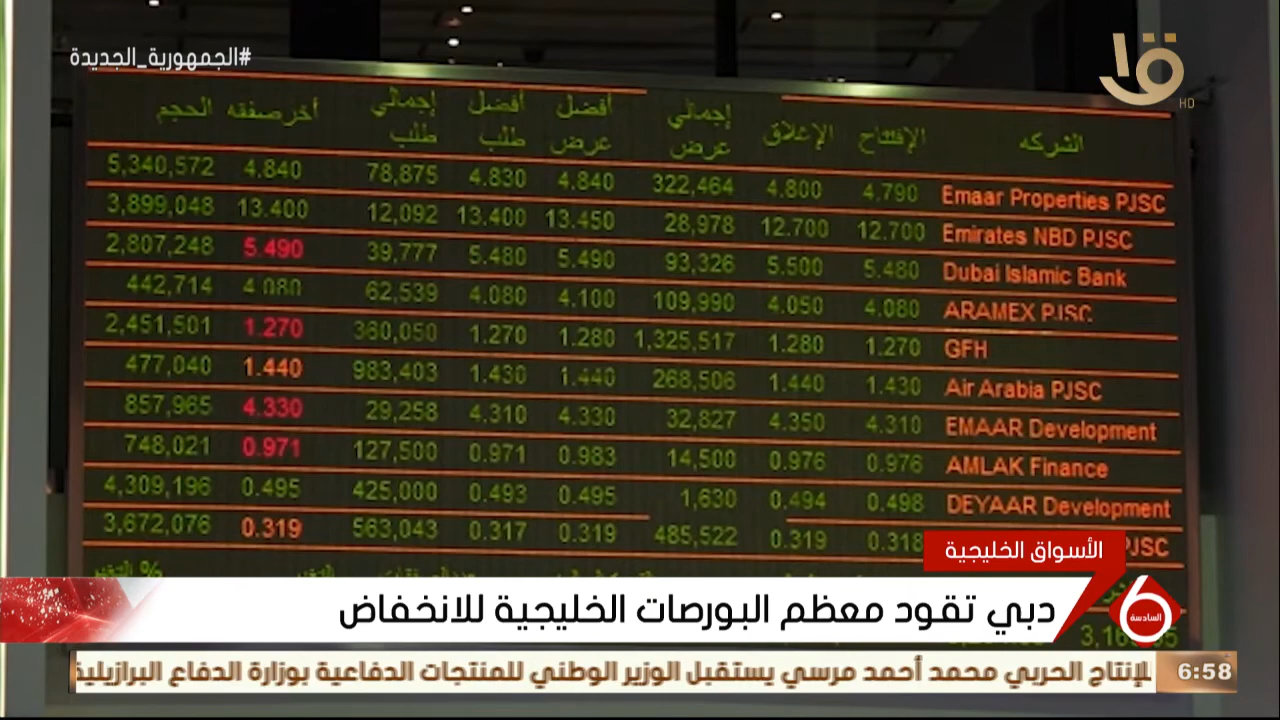 #الجمهورية_الجديدة
HD
الشركه الإفتتاح الإغلاق إجمالي عرض أفضل عرض أفضل طلب إجمالي طلب أخر صفقه الحجم
Emaar Properties PJSC 4.790 4.800 322,464 4.840 4.830 78,875 4.840 5,340,572
Emirates NBD PJSC 12.700 12.700 28,978 13.450 13.400 12,092 13.400 3,899,048
Dubai Islamic Bank 5.480 5.500 93,326 5.490 5.480 39,777 5.490 2,807,248
ARAMEX PJSC 4.080 4.050 109,990 4.100 4.080 62,539 4.080 442,714
GFH 1.270 1.280 1,325,517 1.280 1.270 360,050 1.270 2,451,501
Air Arabia PJSC 1.430 1.440 268,506 1.440 1.430 983,403 1.440 477,040
EMAAR Development 4.310 4.350 32,827 4.330 4.310 29,258 4.330 857,965
AMLAK Finance 0.976 0.976 14,500 0.983 0.971 127,500 0.971 748,021
DEYAAR Development 0.498 0.494 1,630 0.495 0.493 425,000 0.495 4,309,196
PJSC 0.318 0.319 485,522 0.319 0.317 563,043 0.319 3,672,076
الأسواق الخليجية
دبي تقود معظم البورصات الخليجية للانخفاض
6 السادسة
لإنتاج الحربي محمد أحمد مرسي يستقبل الوزير الوطني للمنتجات الدفاعية بوزارة الدفاع البرازيلية
6:58